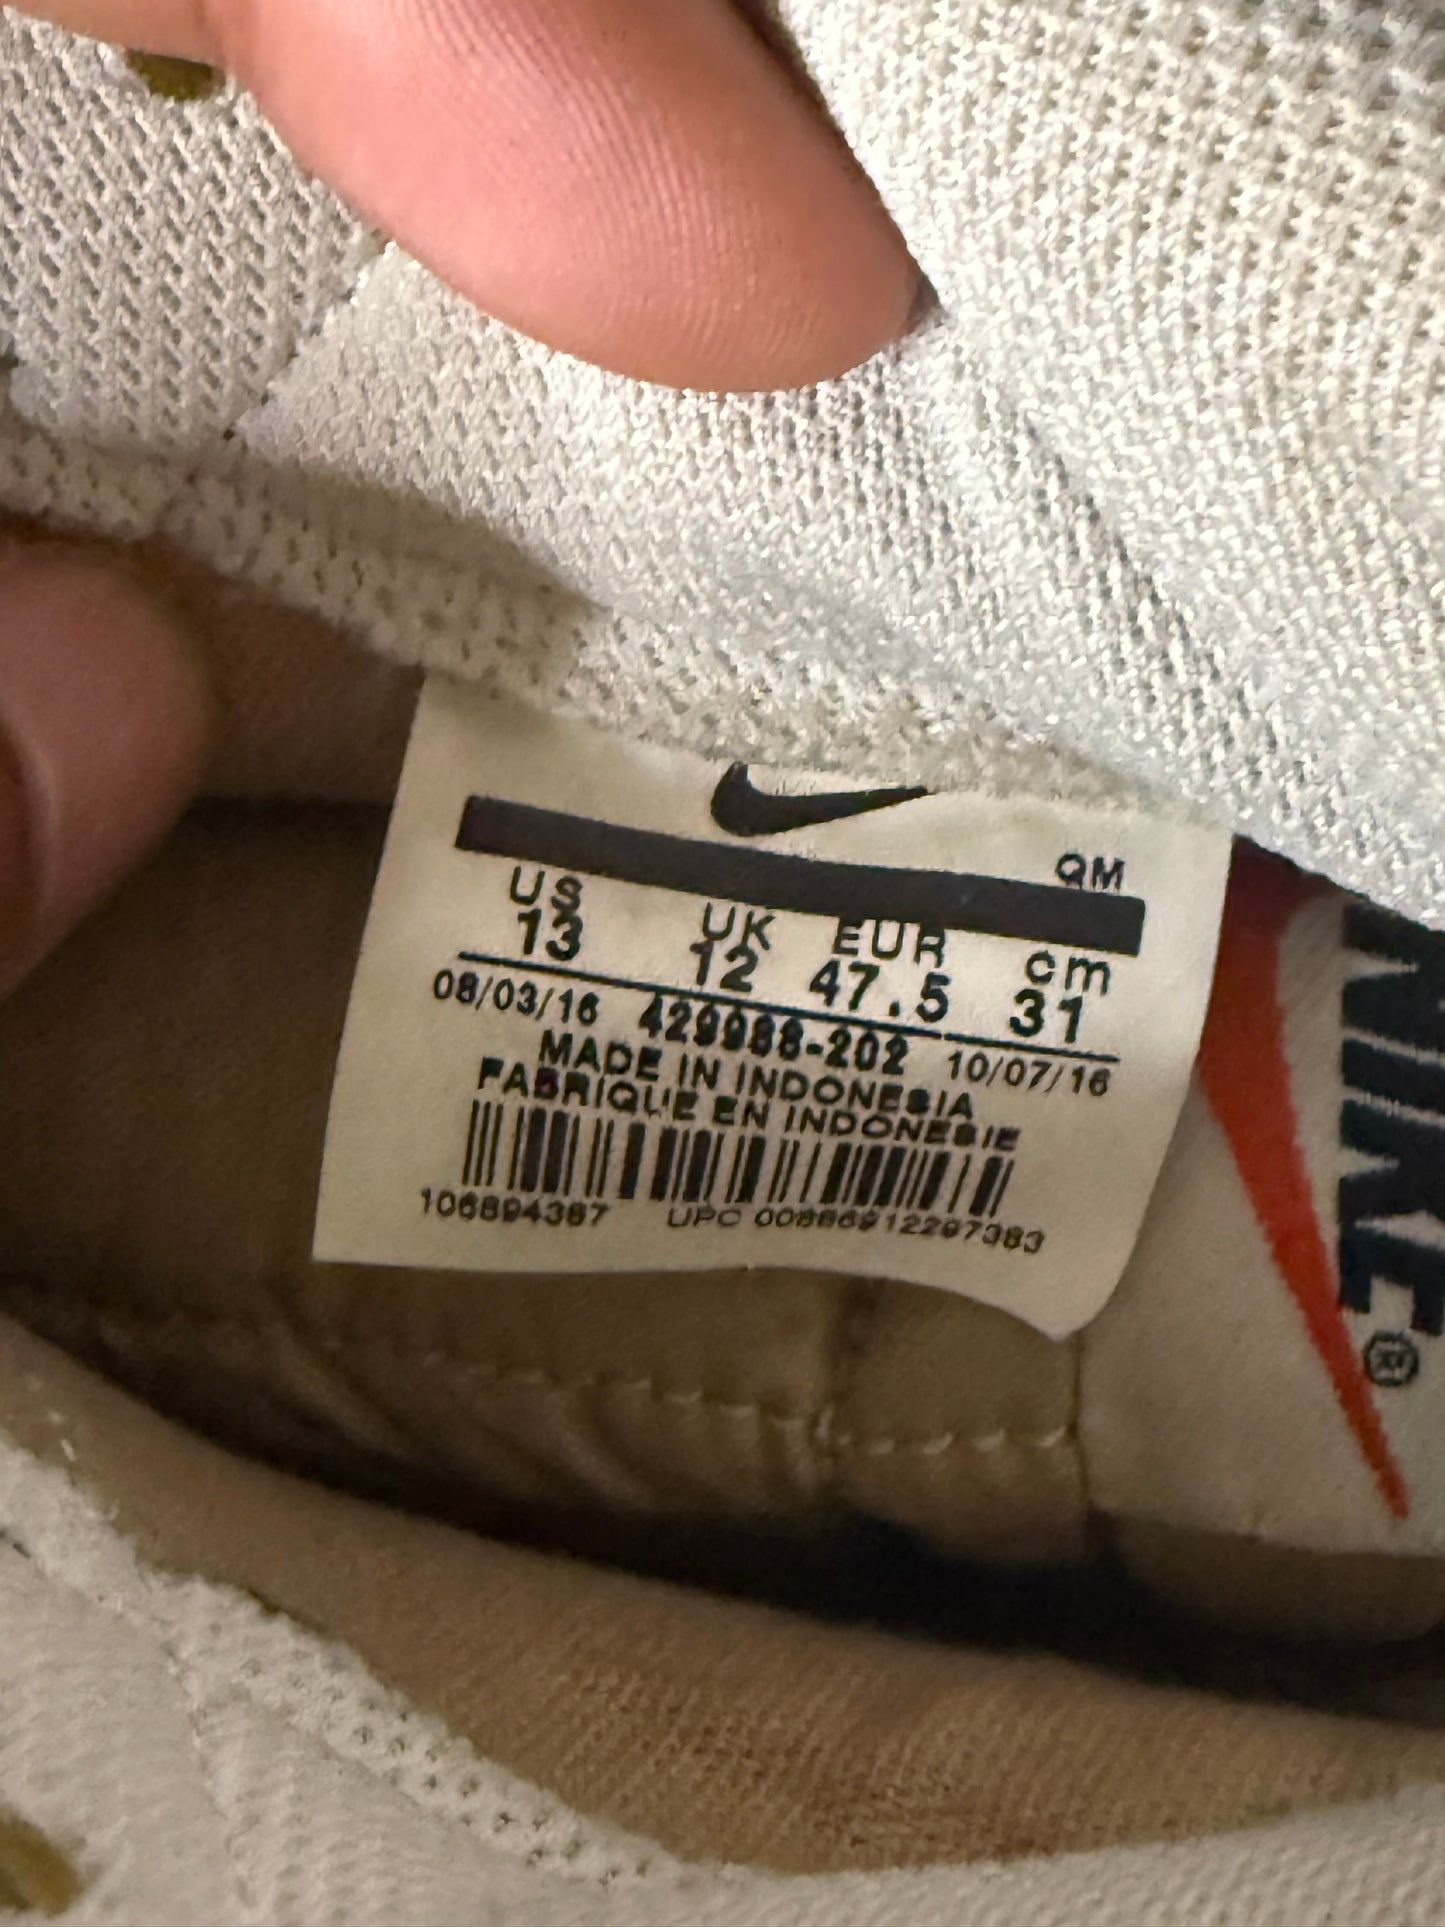 QM
US UK EUR cm
13 12 47.5 31
08/03/16 429988-202 10/07/16
MADE IN INDONESIA
FABRIQUE EN INDONESIE
106894387 UPC 00886912297383
NIKE